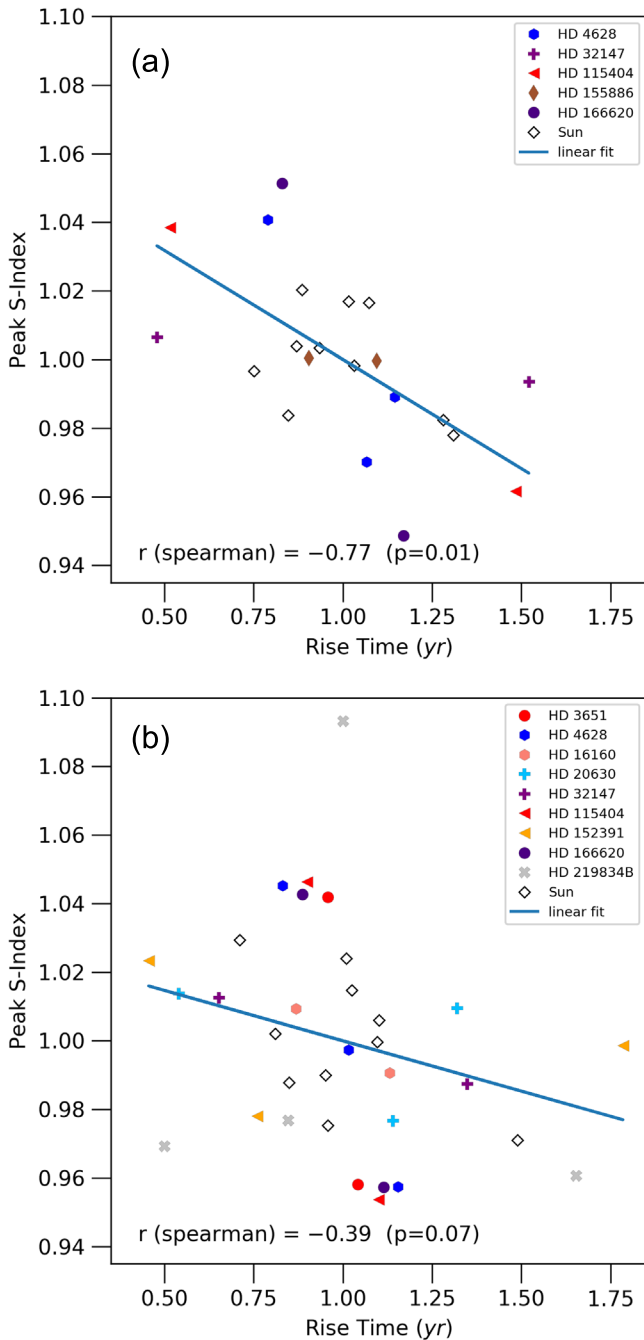 (a)
HD 4628
HD 32147
HD 115404
HD 155886
HD 166620
Sun
linear fit
1.10
1.08
1.06
1.04
1.02
1.00
0.98
0.96
0.94
Peak S-Index
r (spearman) = −0.77 (p=0.01)
0.50 0.75 1.00 1.25 1.50 1.75
Rise Time (yr)
(b)
HD 3651
HD 4628
HD 16160
HD 20630
HD 32147
HD 115404
HD 152391
HD 166620
HD 219834B
Sun
linear fit
1.10
1.08
1.06
1.04
1.02
1.00
0.98
0.96
0.94
Peak S-Index
r (spearman) = −0.39 (p=0.07)
0.50 0.75 1.00 1.25 1.50 1.75
Rise Time (yr)